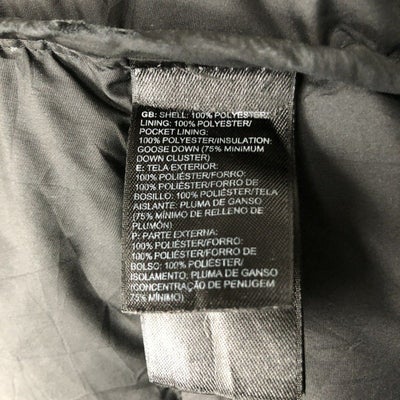 GB: SHELL: 100% POLYESTER/
LINING: 100% POLYESTER/
POCKET LINING:
100% POLYESTER/INSULATION:
GOOSE DOWN (75% MINIMUM
DOWN CLUSTER)
E: TELA EXTERIOR:
100% POLIÉSTER/FORRO:
100% POLIÉSTER/FORRO DE
BOSILLO: 100% POLIÉSTER/TELA
AISLANTE: PLUMA DE GANSO
(75% MÍNIMO DE RELLENO DE
PLUMÓN)
P: PARTE EXTERNA:
100% POLIÉSTER/FORRO:
100% POLIÉSTER/FORRO DE
BOLSO: 100% POLIÉSTER/
ISOLAMENTO: PLUMA DE GANSO
(CONCENTRAÇÃO DE PENUGEM
75% MÍNIMO)